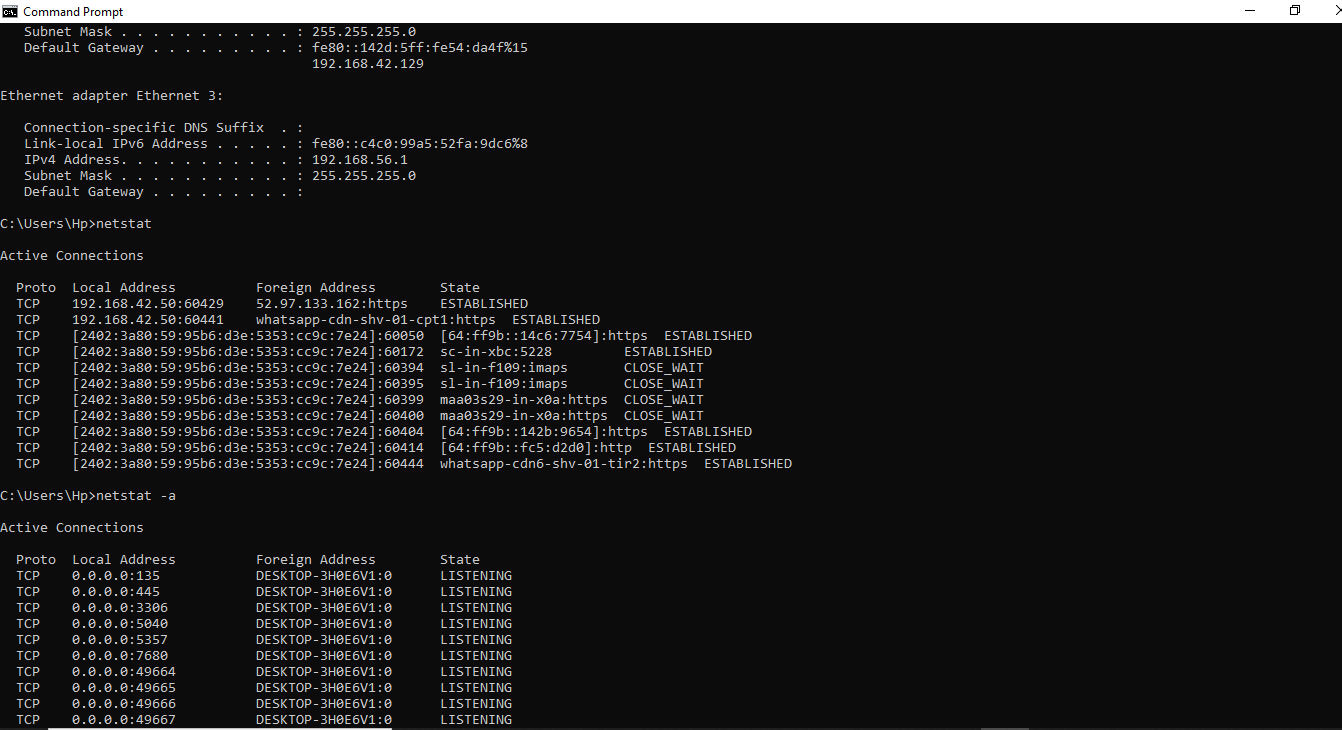 Command Prompt
Subnet Mask . . . . . . . . . . . : 255.255.255.0
Default Gateway . . . . . . . . . : fe80::142d:5ff:fe54:da4f%15
192.168.42.129
Ethernet adapter Ethernet 3:
Connection-specific DNS Suffix  . :
Link-local IPv6 Address . . . . . : fe80::c4c0:99a5:52fa:9dc6%8
IPv4 Address. . . . . . . . . . . : 192.168.56.1
Subnet Mask . . . . . . . . . . . : 255.255.255.0
Default Gateway . . . . . . . . . :
C:\Users\Hp>netstat
Active Connections
Proto  Local Address          Foreign Address        State
TCP    192.168.42.50:60429    52.97.133.162:https    ESTABLISHED
TCP    192.168.42.50:60441    whatsapp-cdn-shv-01-cpt1:https  ESTABLISHED
TCP    [2402:3a80:59:95b6:d3e:5353:cc9c:7e24]:60050  [64:ff9b::14c6:7754]:https  ESTABLISHED
TCP    [2402:3a80:59:95b6:d3e:5353:cc9c:7e24]:60172  sc-in-xbc:5228         ESTABLISHED
TCP    [2402:3a80:59:95b6:d3e:5353:cc9c:7e24]:60394  sl-in-f109:imaps       CLOSE_WAIT
TCP    [2402:3a80:59:95b6:d3e:5353:cc9c:7e24]:60395  sl-in-f109:imaps       CLOSE_WAIT
TCP    [2402:3a80:59:95b6:d3e:5353:cc9c:7e24]:60399  maa03s29-in-x0a:https  CLOSE_WAIT
TCP    [2402:3a80:59:95b6:d3e:5353:cc9c:7e24]:60400  maa03s29-in-x0a:https  CLOSE_WAIT
TCP    [2402:3a80:59:95b6:d3e:5353:cc9c:7e24]:60404  [64:ff9b::142b:9654]:https  ESTABLISHED
TCP    [2402:3a80:59:95b6:d3e:5353:cc9c:7e24]:60414  [64:ff9b::fc5:d2d0]:http  ESTABLISHED
TCP    [2402:3a80:59:95b6:d3e:5353:cc9c:7e24]:60444  whatsapp-cdn6-shv-01-tir2:https  ESTABLISHED
C:\Users\Hp>netstat -a
Active Connections
Proto  Local Address          Foreign Address        State
TCP    0.0.0.0:135            DESKTOP-3H0E6V1:0      LISTENING
TCP    0.0.0.0:445            DESKTOP-3H0E6V1:0      LISTENING
TCP    0.0.0.0:3306           DESKTOP-3H0E6V1:0      LISTENING
TCP    0.0.0.0:5040           DESKTOP-3H0E6V1:0      LISTENING
TCP    0.0.0.0:5357           DESKTOP-3H0E6V1:0      LISTENING
TCP    0.0.0.0:7680           DESKTOP-3H0E6V1:0      LISTENING
TCP    0.0.0.0:49664          DESKTOP-3H0E6V1:0      LISTENING
TCP    0.0.0.0:49665          DESKTOP-3H0E6V1:0      LISTENING
TCP    0.0.0.0:49666          DESKTOP-3H0E6V1:0      LISTENING
TCP    0.0.0.0:49667          DESKTOP-3H0E6V1:0      LISTENING